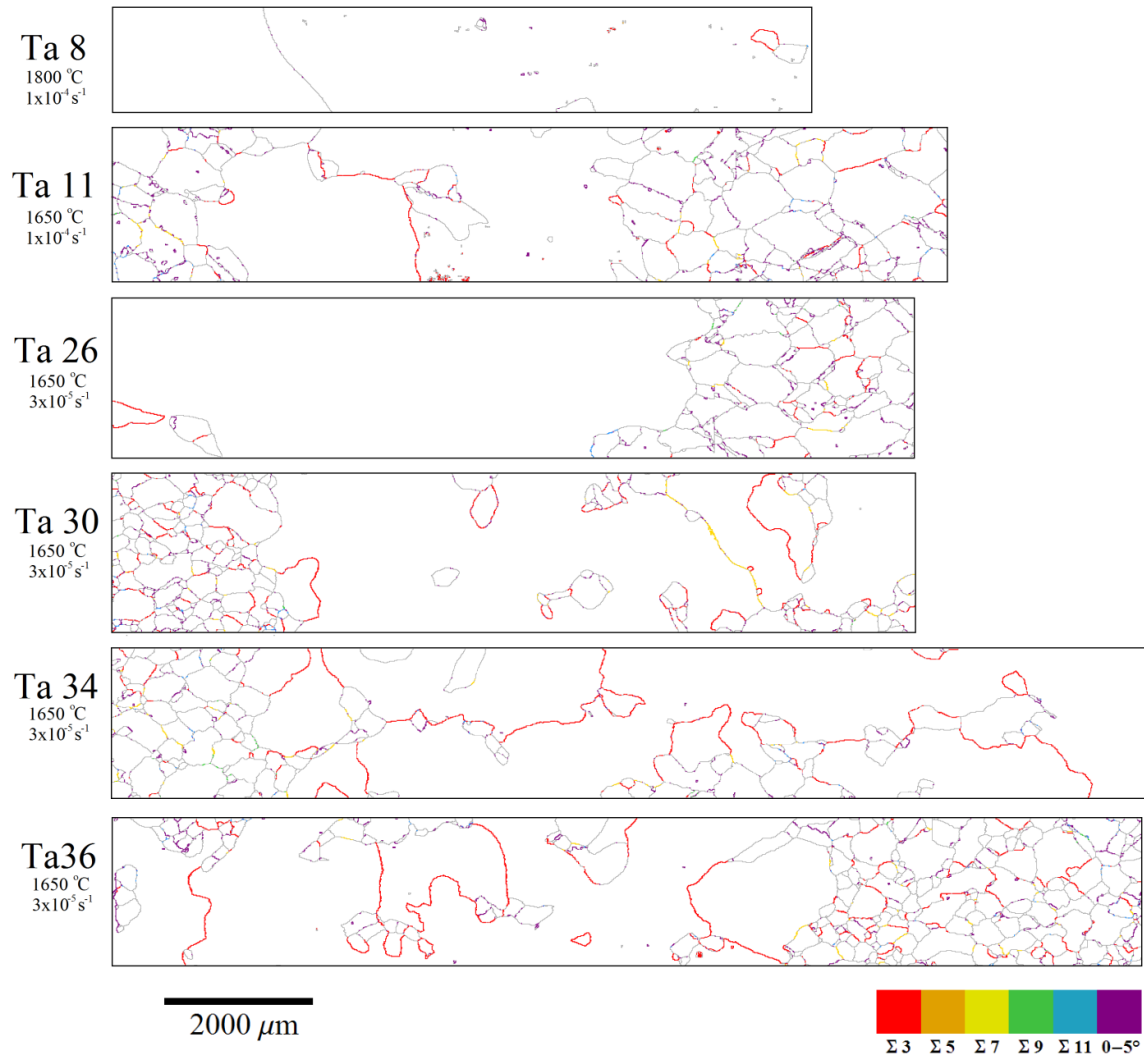 Ta 8
1800 °C
1x10⁻⁴ s⁻¹
Ta 11
1650 °C
1x10⁻⁴ s⁻¹
Ta 26
1650 °C
3x10⁻⁵ s⁻¹
Ta 30
1650 °C
3x10⁻⁵ s⁻¹
Ta 34
1650 °C
3x10⁻⁵ s⁻¹
Ta36
1650 °C
3x10⁻⁵ s⁻¹
2000 µm
Σ 3 Σ 5 Σ 7 Σ 9 Σ 11 0–5°